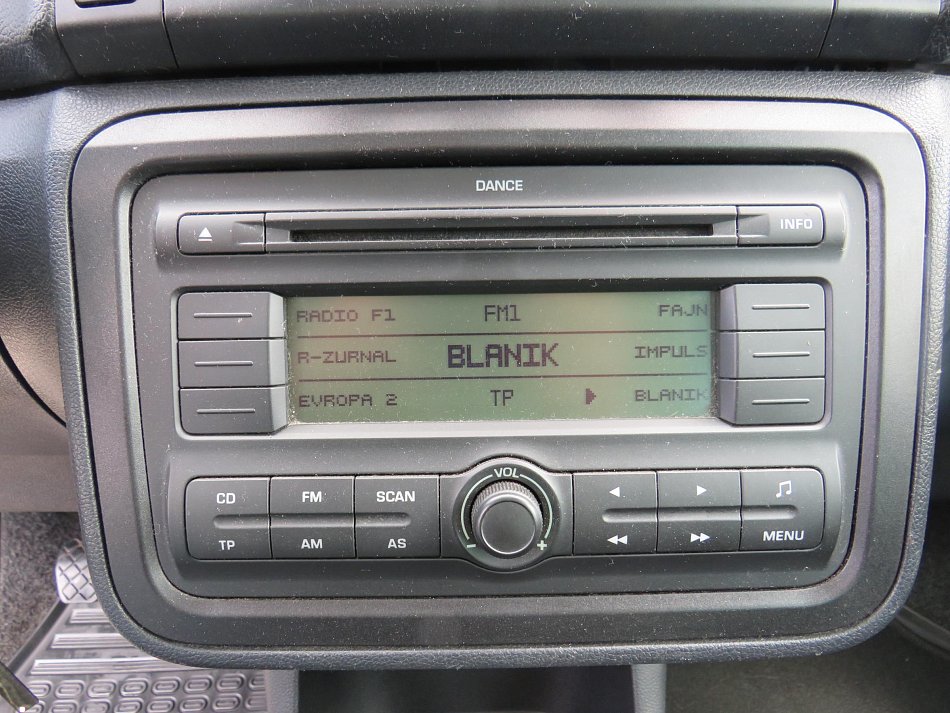 DANCE
INFO
RADIO F1 FM1 FAJN
R-ZURNAL BLANIK IMPULS
EVROPA 2 TP BLANIK
VOL
CD FM SCAN
TP AM AS MENU